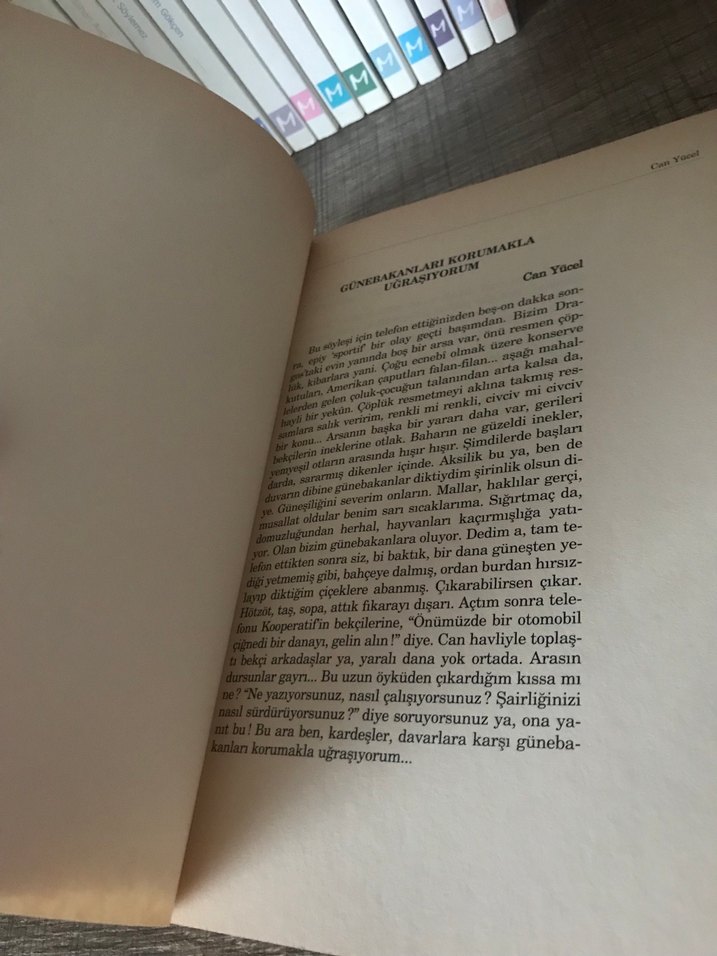 m Gökçen
Söylemez
M
M
M
M
M
M
M
M
Can Yücel
GÜNEBAKANLARI KORUMAKLA
UĞRAŞIYORUM
Can Yücel
Bu söyleşi için telefon ettiğinizden beş-on dakka son-
ra, epiy 'sportif' bir olay geçti başımdan. Bizim Dra-
gos'taki evin yanında boş bir arsa var, önü resmen çöp-
lük, kibarlara yani. Çoğu ecnebî olmak üzere konserve
kutuları, Amerikan çaputları falan-filan... aşağı mahal-
lelerden gelen çoluk-çocuğun talanından arta kalsa da,
hayli bir yekûn. Çöplük resmetmeyi aklına takmış res-
samlara salık veririm, renkli mi renkli, civciv mi civciv
bir konu... Arsanın başka bir yararı daha var, gerileri
bekçilerin ineklerine otlak. Baharın ne güzeldi inekler,
yemyeşil otların arasında hışır hışır. Şimdilerde başları
darda, sararmış dikenler içinde. Aksilik bu ya, ben de
duvarın dibine günebakanlar diktiydim şirinlik olsun di-
ye. Güneşiliğini severim onların. Mallar, haklılar gerçi,
musallat oldular benim sarı sıcaklarıma. Sığırtmaç da,
domuzluğundan herhal, hayvanları kaçırmışlığa yatı-
yor. Olan bizim günebakanlara oluyor. Dedim a, tam te-
lefon ettikten sonra siz, bi baktık, bir dana güneşten ye-
diği yetmemiş gibi, bahçeye dalmış, ordan burdan hırsız-
layıp diktiğim çiçeklere abanmış. Çıkarabilirsen çıkar.
Hötzöt, taş, sopa, attık fikarayı dışarı. Açtım sonra tele-
fonu Kooperatif'in bekçilerine, "Önümüzde bir otomobil
çiğnedi bir danayı, gelin alın!" diye. Can havliyle toplaş-
tı bekçi arkadaşlar ya, yaralı dana yok ortada. Arasın
dursunlar gayrı... Bu uzun öyküden çıkardığım kıssa mı
ne? "Ne yazıyorsunuz, nasıl çalışıyorsunuz? Şairliğinizi
nasıl sürdürüyorsunuz?" diye soruyorsunuz ya, ona ya-
nıt bu! Bu ara ben, kardeşler, davarlara karşı güneba-
kanları korumakla uğraşıyorum...